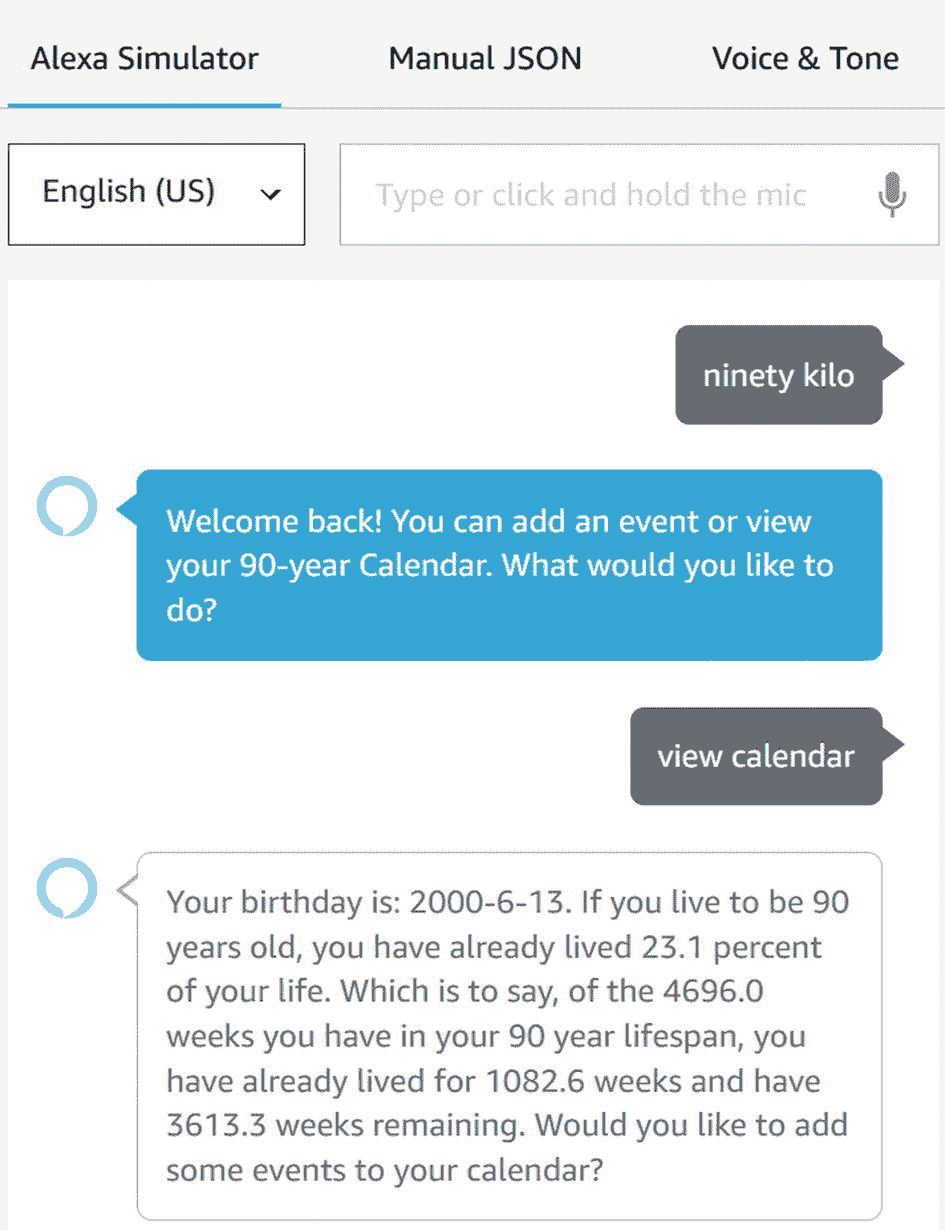 Alexa Simulator
Manual JSON
Voice & Tone
English (US)
Type or click and hold the mic
ninety kilo
Welcome back! You can add an event or view
your 90-year Calendar. What would you like to
do?
view calendar
Your birthday is: 2000-6-13. If you live to be 90
years old, you have already lived 23.1 percent
of your life. Which is to say, of the 4696.0
weeks you have in your 90 year lifespan, you
have already lived for 1082.6 weeks and have
3613.3 weeks remaining. Would you like to add
some events to your calendar?